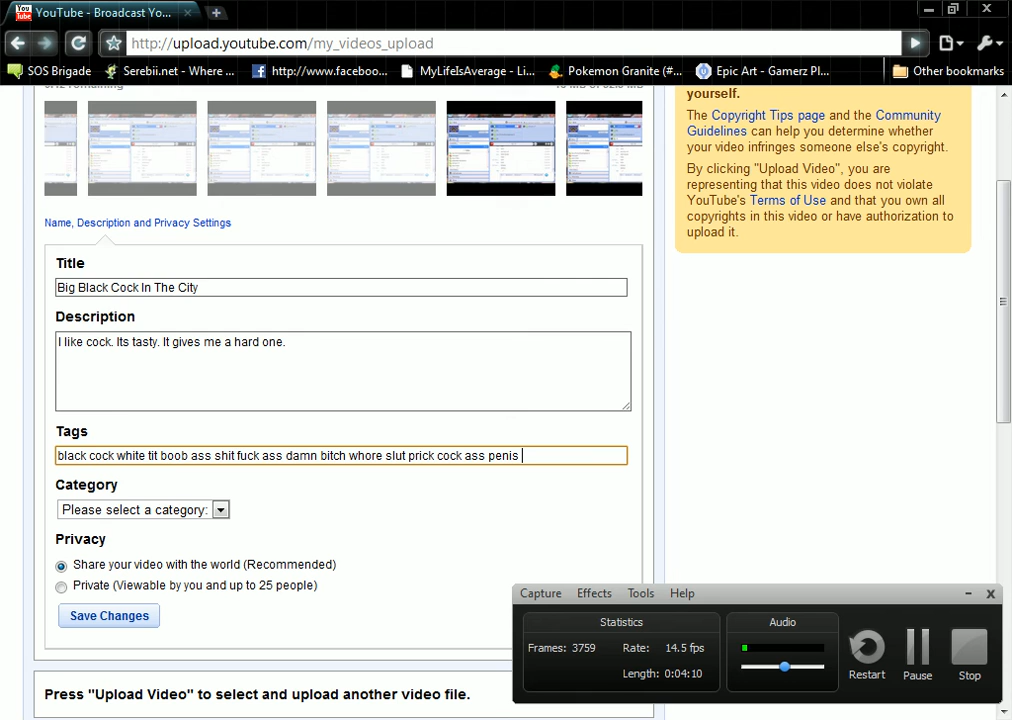 YouTube - Broadcast Yo...
http://upload.youtube.com/my_videos_upload
SOS Brigade
Serebii.net - Where ...
http://www.faceboo...
MyLifeIsAverage - Li...
Pokemon Granite (#...
Epic Art - Gamerz Pl...
Other bookmarks
yourself.
The Copyright Tips page and the Community
Guidelines can help you determine whether
your video infringes someone else's copyright.
By clicking "Upload Video", you are
representing that this video does not violate
YouTube's Terms of Use and that you own all
copyrights in this video or have authorization to
upload it.
Name, Description and Privacy Settings
Title
Big Black Cock In The City
Description
I like cock. Its tasty. It gives me a hard one.
Tags
black cock white tit boob ass shit fuck ass damn bitch whore slut prick cock ass penis
Category
Please select a category:
Privacy
Share your video with the world (Recommended)
Private (Viewable by you and up to 25 people)
Save Changes
Press "Upload Video" to select and upload another video file.
Capture Effects Tools Help
Statistics
Frames: 3759 Rate: 14.5 fps
Length: 0:04:10
Audio
Restart
Pause
Stop